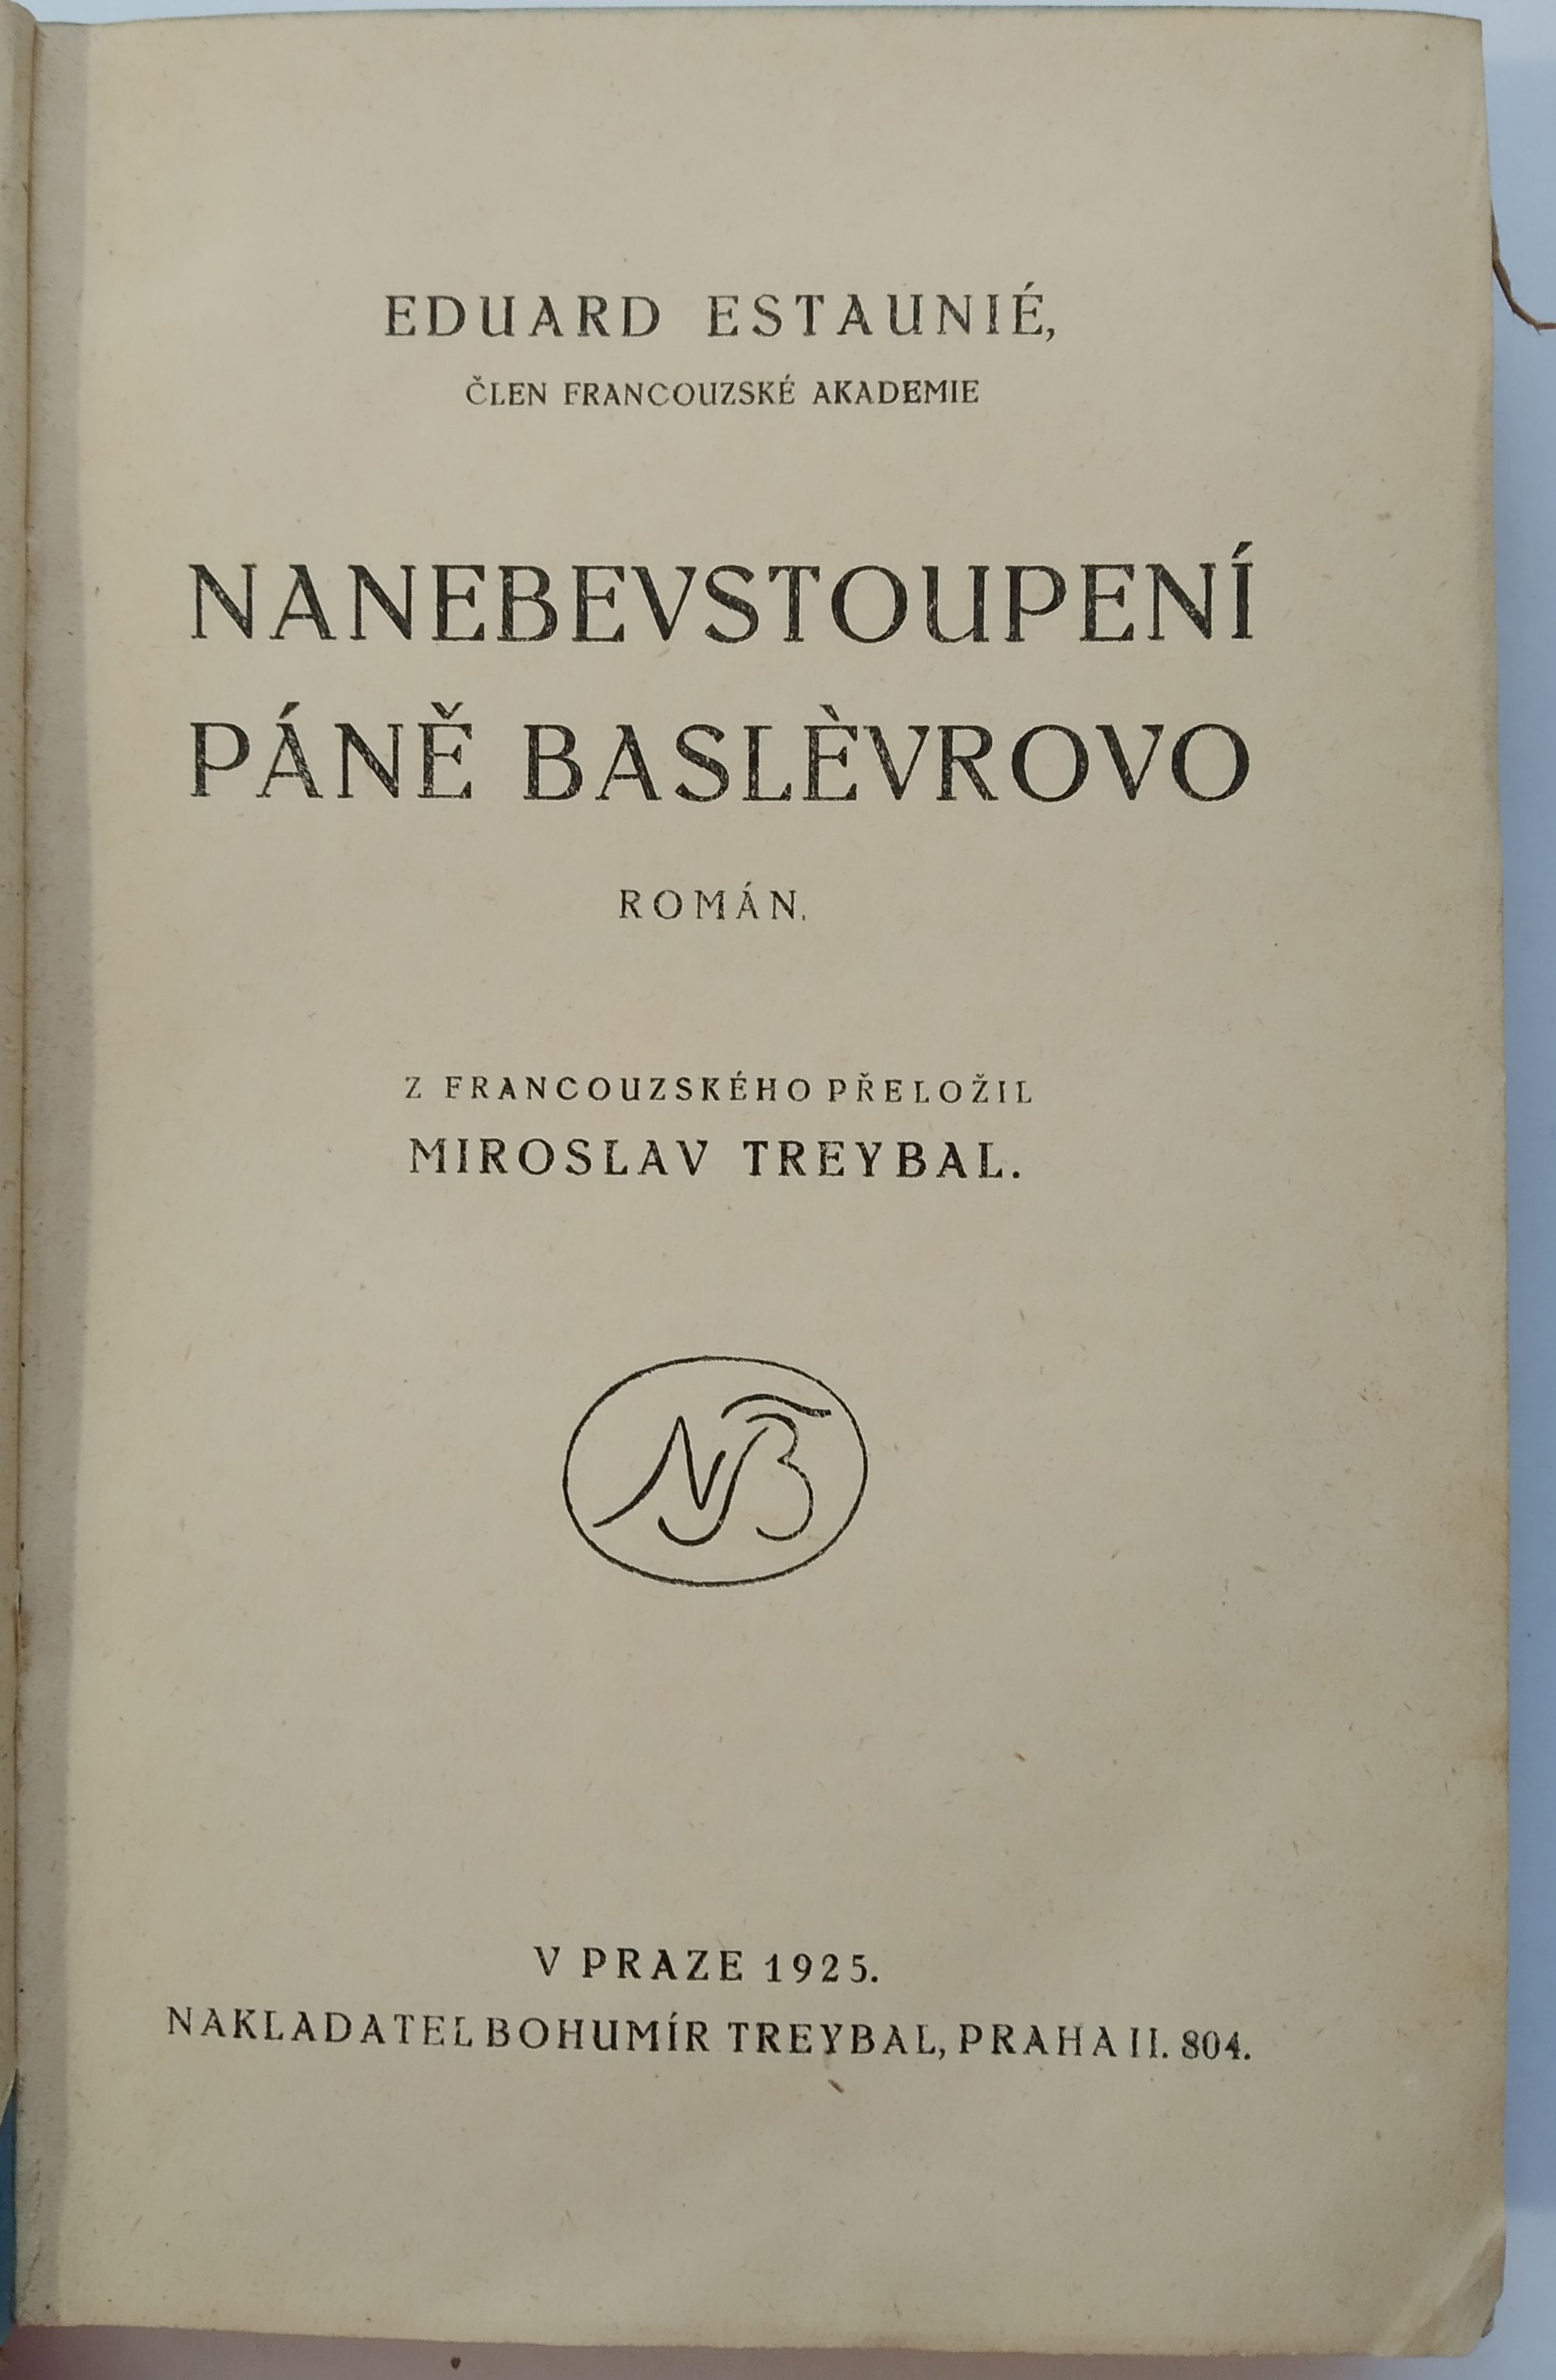 EDUARD ESTAUNIÉ,
ČLEN FRANCOUZSKÉ AKADEMIE
NANEBEVSTOUPENÍ
PÁNĚ BASLÈVROVO
ROMÁN.
Z FRANCOUZSKÉHO PŘELOŽIL
MIROSLAV TREYBAL.
V PRAZE 1925.
NAKLADATEL BOHUMÍR TREYBAL, PRAHA II. 804.